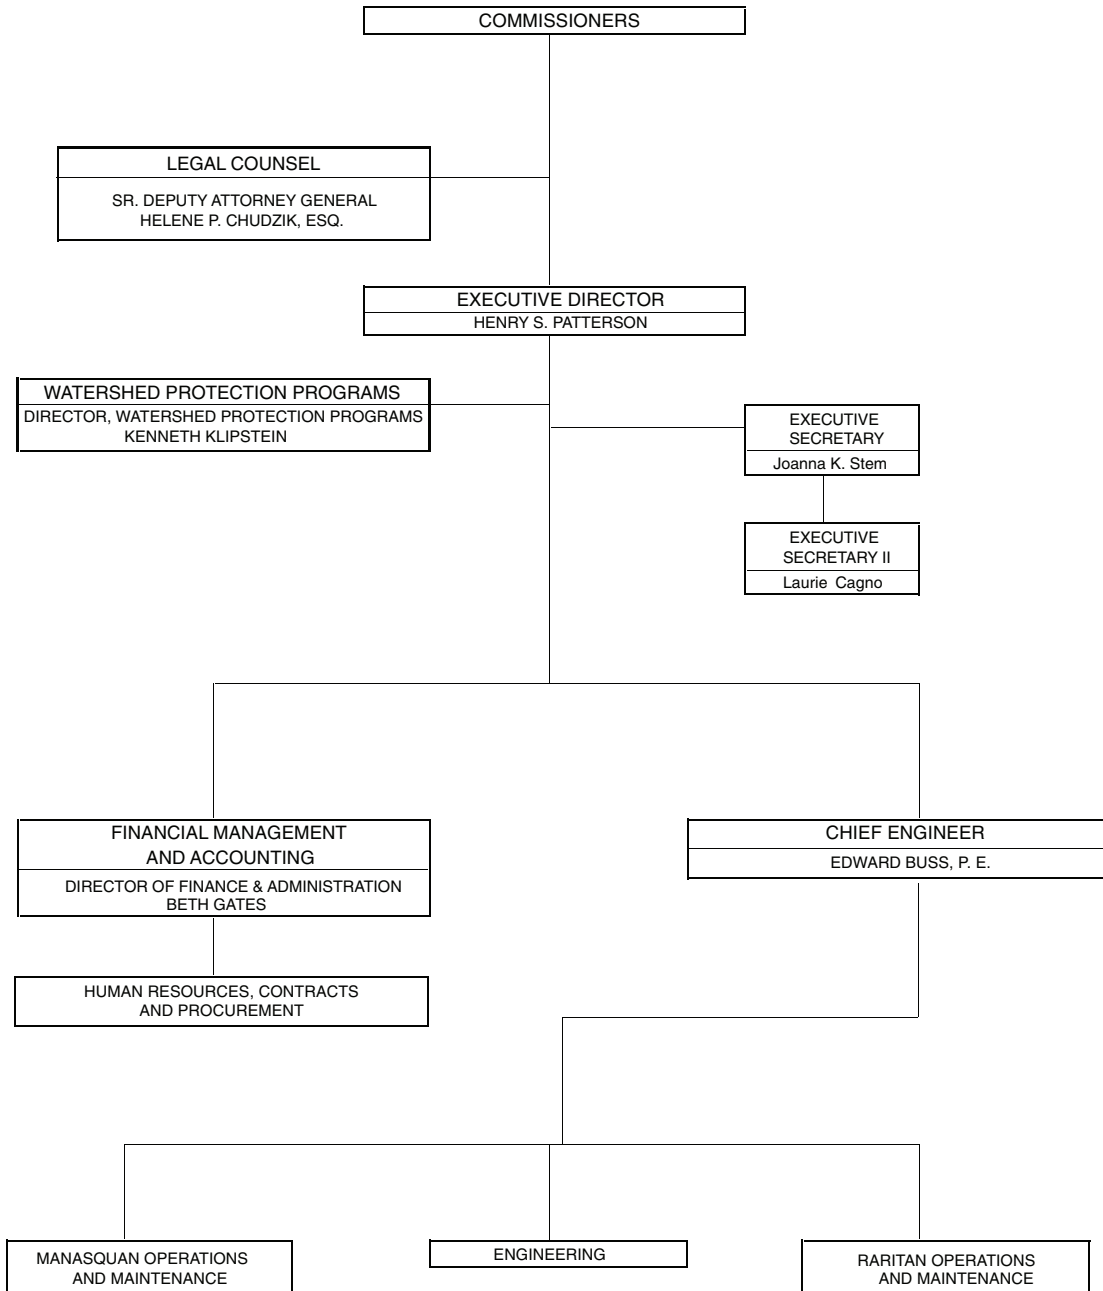 COMMISSIONERS
LEGAL COUNSEL
SR. DEPUTY ATTORNEY GENERAL
HELENE P. CHUDZIK, ESQ.
EXECUTIVE DIRECTOR
HENRY S. PATTERSON
WATERSHED PROTECTION PROGRAMS
DIRECTOR, WATERSHED PROTECTION PROGRAMS
KENNETH KLIPSTEIN
EXECUTIVE
SECRETARY
Joanna K. Stem
EXECUTIVE
SECRETARY II
Laurie Cagno
FINANCIAL MANAGEMENT
AND ACCOUNTING
DIRECTOR OF FINANCE & ADMINISTRATION
BETH GATES
CHIEF ENGINEER
EDWARD BUSS, P. E.
HUMAN RESOURCES, CONTRACTS
AND PROCUREMENT
MANASQUAN OPERATIONS
AND MAINTENANCE
ENGINEERING
RARITAN OPERATIONS
AND MAINTENANCE